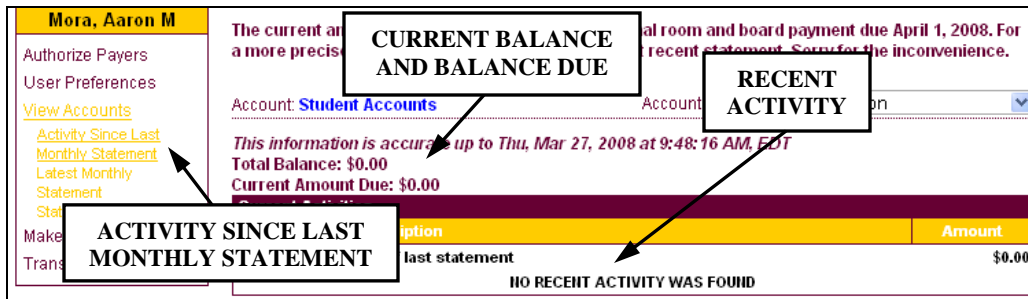 Mora, Aaron M
Authorize Payers
User Preferences
View Accounts
Activity Since Last
Monthly Statement
Latest Monthly
Statement
Make
Trans
The current
al room and board payment due April 1, 2008. For
a more precise
recent statement. Sorry for the inconvenience.
Account: Student Accounts
Account
on
This information is accurate up to Thu, Mar 27, 2008 at 9:48:16 AM, EDT
Total Balance: $0.00
Current Amount Due: $0.00
Amount
last statement
$0.00
NO RECENT ACTIVITY WAS FOUND
CURRENT BALANCE
AND BALANCE DUE
RECENT
ACTIVITY
ACTIVITY SINCE LAST
MONTHLY STATEMENT